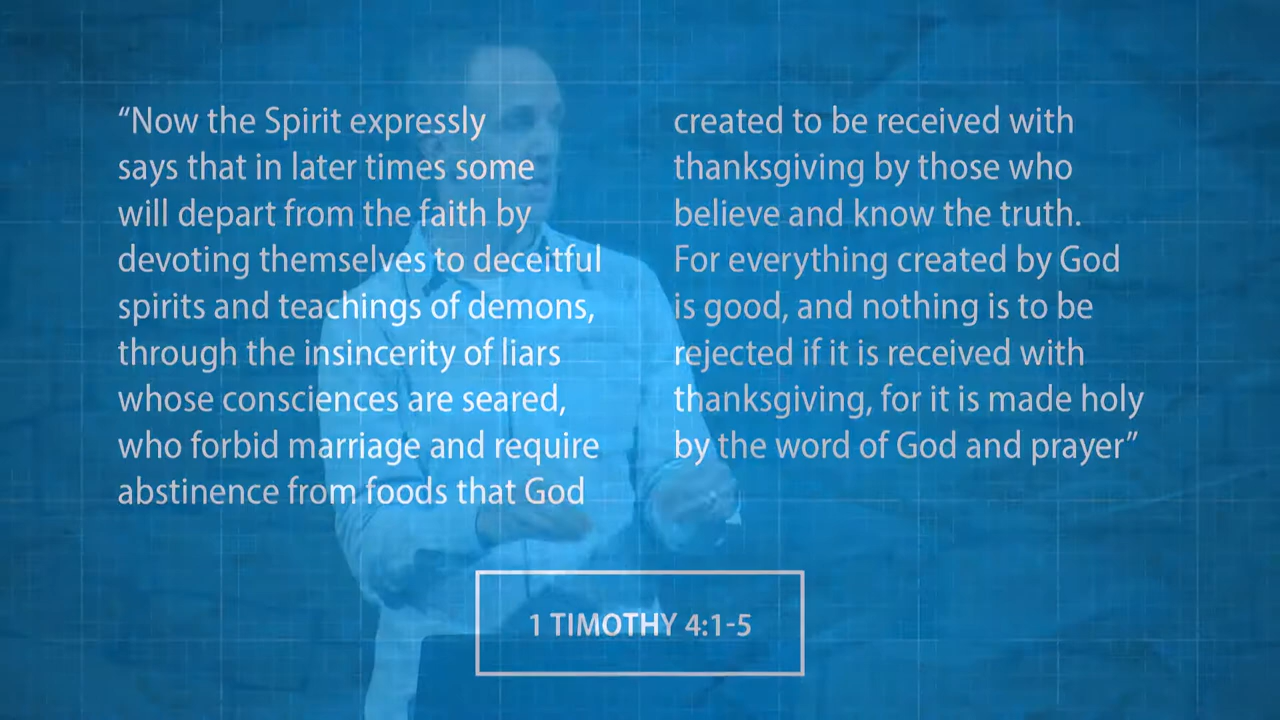 “Now the Spirit expressly
says that in later times some
will depart from the faith by
devoting themselves to deceitful
spirits and teachings of demons,
through the insincerity of liars
whose consciences are seared,
who forbid marriage and require
abstinence from foods that God
created to be received with
thanksgiving by those who
believe and know the truth.
For everything created by God
is good, and nothing is to be
rejected if it is received with
thanksgiving, for it is made holy
by the word of God and prayer”
1 TIMOTHY 4:1-5